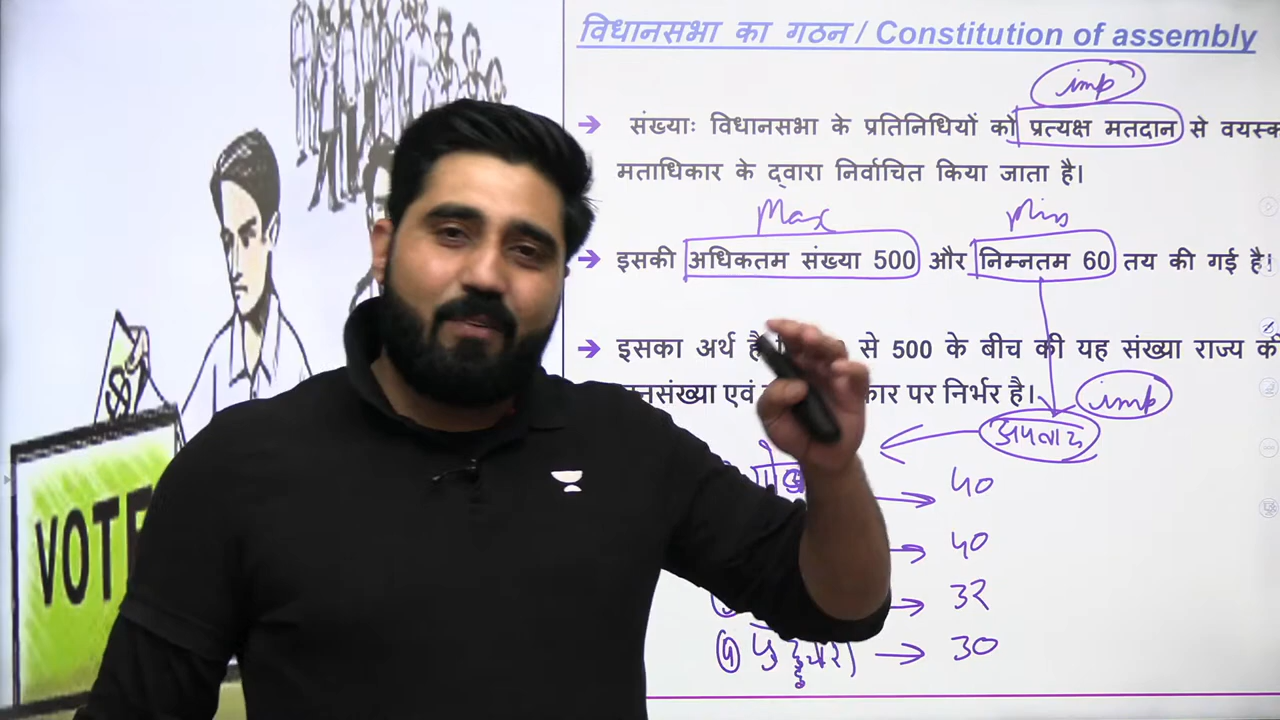 विधानसभा का गठन / Constitution of assembly
imp
संख्याः विधानसभा के प्रतिनिधियों को प्रत्यक्ष मतदान से वयस्क
मताधिकार के द्वारा निर्वाचित किया जाता है।
Max Min
इसकी अधिकतम संख्या 500 और निम्नतम 60 तय की गई है।
इसका अर्थ है से 500 के बीच की यह संख्या राज्य की
एवं पर निर्भर है।
imp
अपवाद
40
40
32
30
VOTE